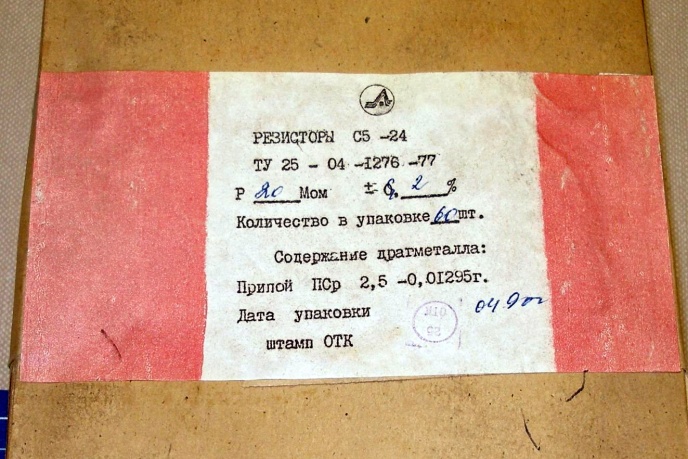 РЕЗИСТОРЫ С5 -24
ТУ 25 - 04 -1276 -77
Р 20 Мом ± 0, 2 %
Количество в упаковке 60 шт.
Содержание драгметалла:
Припой ПСр 2,5 -0,01295г.
Дата упаковки 04 90г
штамп ОТК